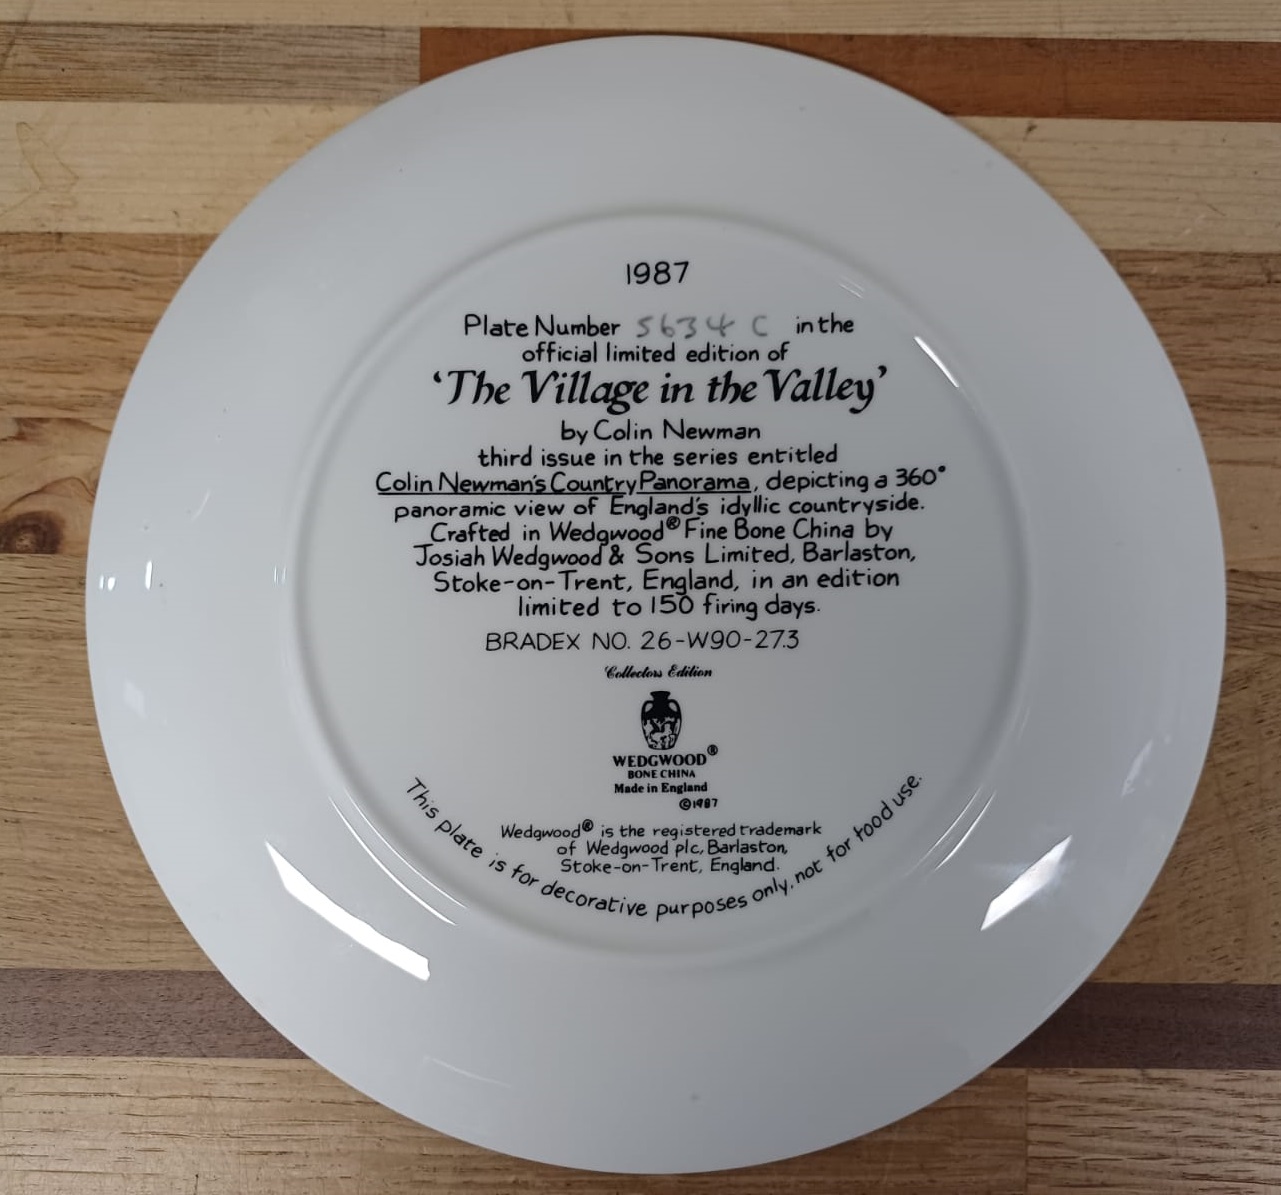 1987
Plate Number 5634 C in the
official limited edition of
‘The Village in the Valley’
by Colin Newman
third issue in the series entitled
Colin Newman's Country Panorama, depicting a 360°
panoramic view of England's idyllic countryside.
Crafted in Wedgwood® Fine Bone China by
Josiah Wedgwood & Sons Limited, Barlaston,
Stoke-on-Trent, England, in an edition
limited to 150 firing days.
BRADEX NO. 26-W90-27.3
Collectors Edition
WEDGWOOD®
BONE CHINA
Made in England
©1987
Wedgwood® is the registered trademark
of Wedgwood plc, Barlaston,
Stoke-on-Trent, England.
This plate is for decorative purposes only, not for food use.